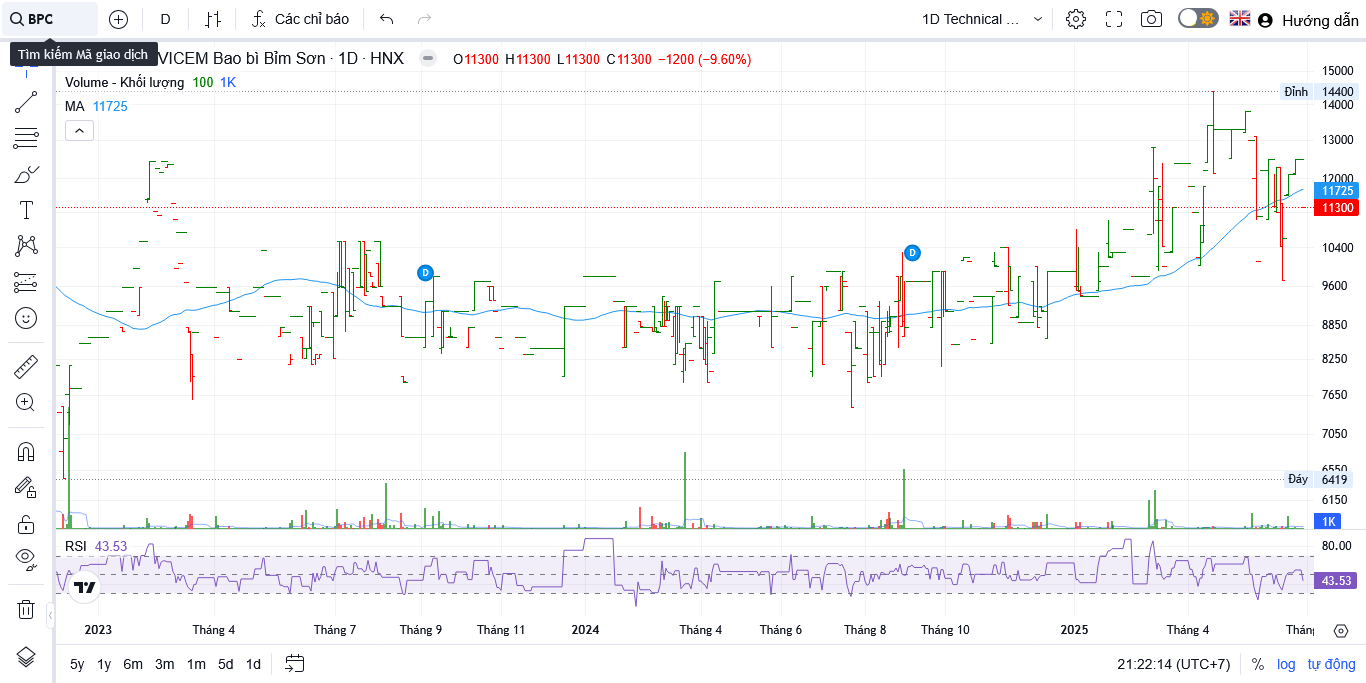 BPC
D
Các chỉ báo
1D Technical ...
Hướng dẫn
Tìm kiếm Mã giao dịch
VICEM Bao bì Bỉm Sơn · 1D · HNX
O11300 H11300 L11300 C11300 −1200 (−9.60%)
Volume - Khối lượng 100 1K
MA 11725
15000
Đỉnh 14400
14000
13000
12000
11725
11300
10400
9600
8850
8250
7650
7050
6550
Đáy 6419
6150
1K
D
D
RSI 43.53
80.00
43.53
2023 Tháng 4 Tháng 7 Tháng 9 Tháng 11 2024 Tháng 4 Tháng 6 Tháng 8 Tháng 10 2025 Tháng 4 Thán
5y 1y 6m 3m 1m 5d 1d
21:22:14 (UTC+7) % log tự động